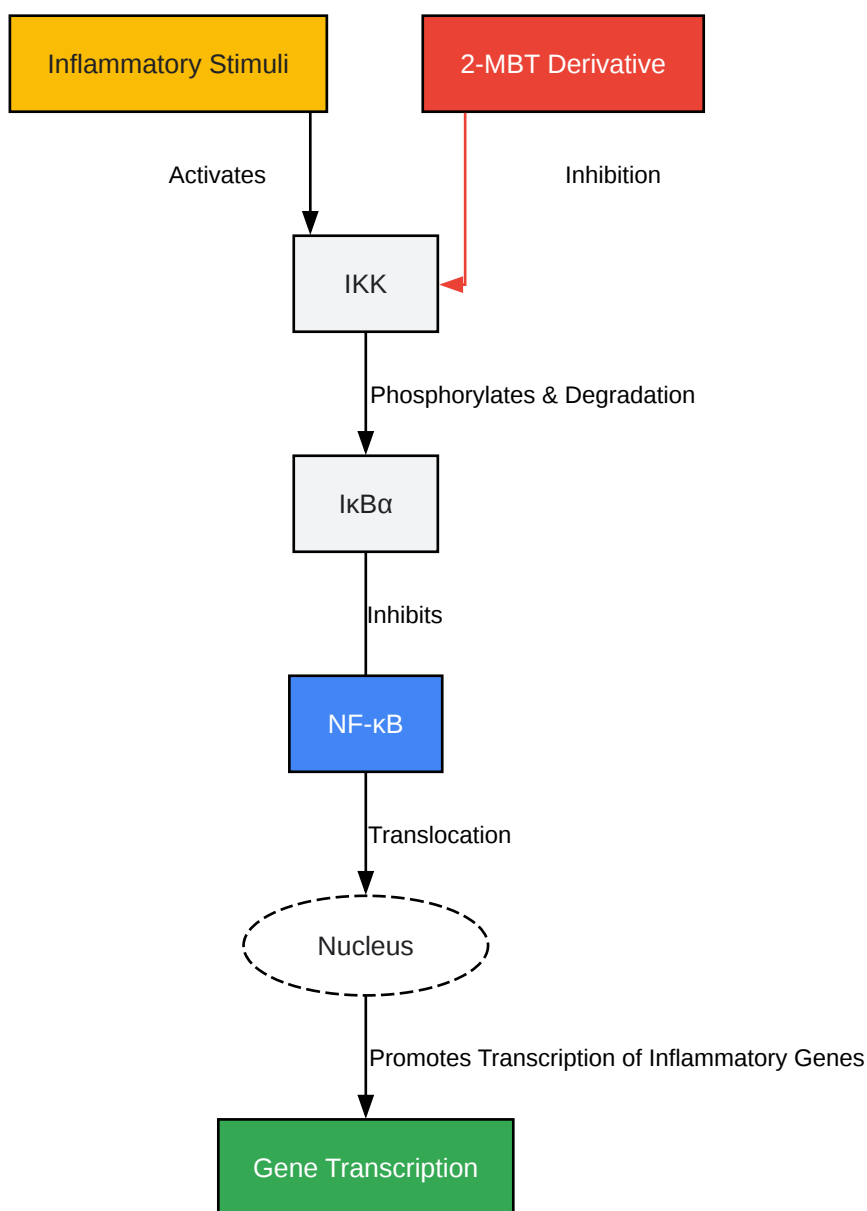 Inflammatory Stimuli
2-MBT Derivative
Activates
Inhibition
IKK
Phosphorylates & Degradation
IκBα
Inhibits
NF-κB
Translocation
Nucleus
Promotes Transcription of Inflammatory Genes
Gene Transcription